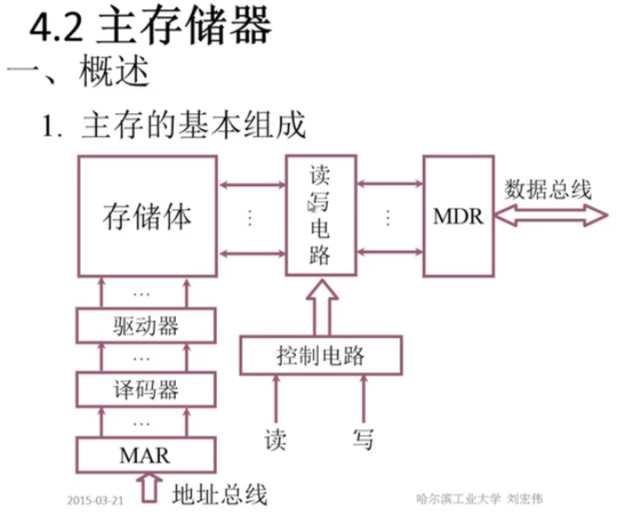 4.2 主存储器
一、概述
1. 主存的基本组成
存储体
…
读写电路
…
MDR
数据总线
…
驱动器
…
译码器
…
MAR
地址总线
控制电路
读
写
2015-03-21
哈尔滨工业大学 刘宏伟